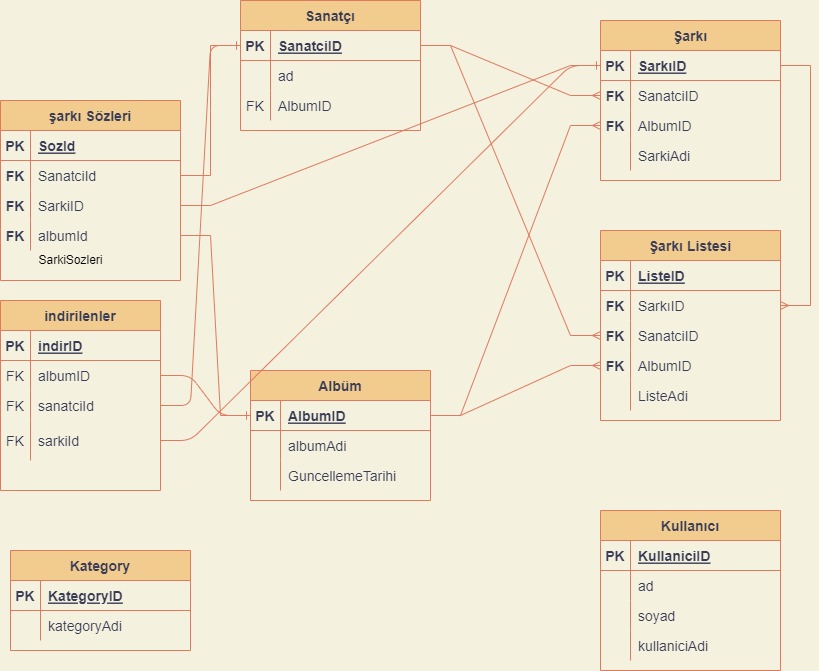 Sanatçı
PK SanatciID
ad
FK AlbumID
Şarkı
PK SarkıID
FK SanatciID
FK AlbumID
SarkiAdi
şarkı Sözleri
PK SozId
FK SanatciId
FK SarkiID
FK albumId
SarkiSozleri
Şarkı Listesi
PK ListeID
FK SarkıID
FK SanatciID
FK AlbumID
ListeAdi
indirilenler
PK indirID
FK albumID
FK sanatciId
FK sarkiId
Albüm
PK AlbumID
albumAdi
GuncellemeTarihi
Kullanıcı
PK KullaniciID
ad
soyad
kullaniciAdi
Kategory
PK KategoryID
kategoryAdi